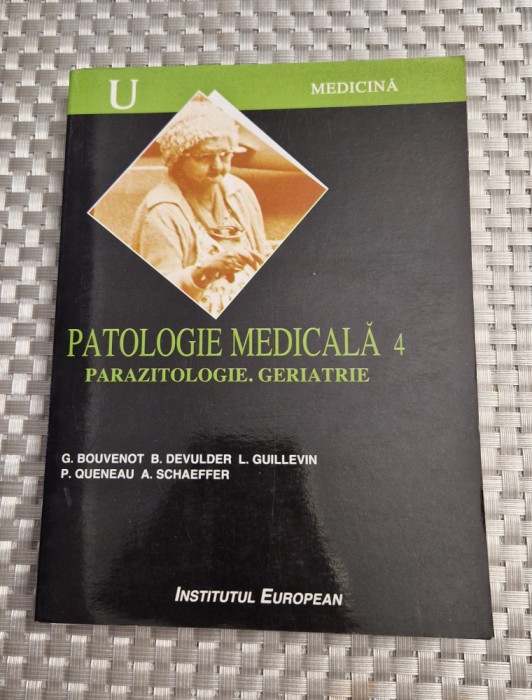 U MEDICINĂ
PATOLOGIE MEDICALĂ 4
PARAZITOLOGIE. GERIATRIE
G. BOUVENOT B. DEVULDER L. GUILLEVIN
P. QUENEAU A. SCHAEFFER
INSTITUTUL EUROPEAN